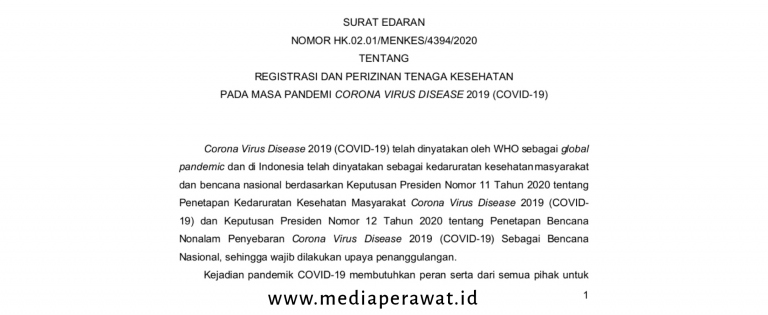 SURAT EDARAN
NOMOR HK.02.01/MENKES/4394/2020
TENTANG
REGISTRASI DAN PERIZINAN TENAGA KESEHATAN
PADA MASA PANDEMI CORONA VIRUS DISEASE 2019 (COVID-19)
Corona Virus Disease 2019 (COVID-19) telah dinyatakan oleh WHO sebagai global
pandemic dan di Indonesia telah dinyatakan sebagai kedaruratan kesehatan masyarakat
dan bencana nasional berdasarkan Keputusan Presiden Nomor 11 Tahun 2020 tentang
Penetapan Kedaruratan Kesehatan Masyarakat Corona Virus Disease 2019 (COVID-
19) dan Keputusan Presiden Nomor 12 Tahun 2020 tentang Penetapan Bencana
Nonalam Penyebaran Corona Virus Disease 2019 (COVID-19) Sebagai Bencana
Nasional, sehingga wajib dilakukan upaya penanggulangan.
Kejadian pandemik COVID-19 membutuhkan peran serta dari semua pihak untuk
www.mediaperawat.id
1